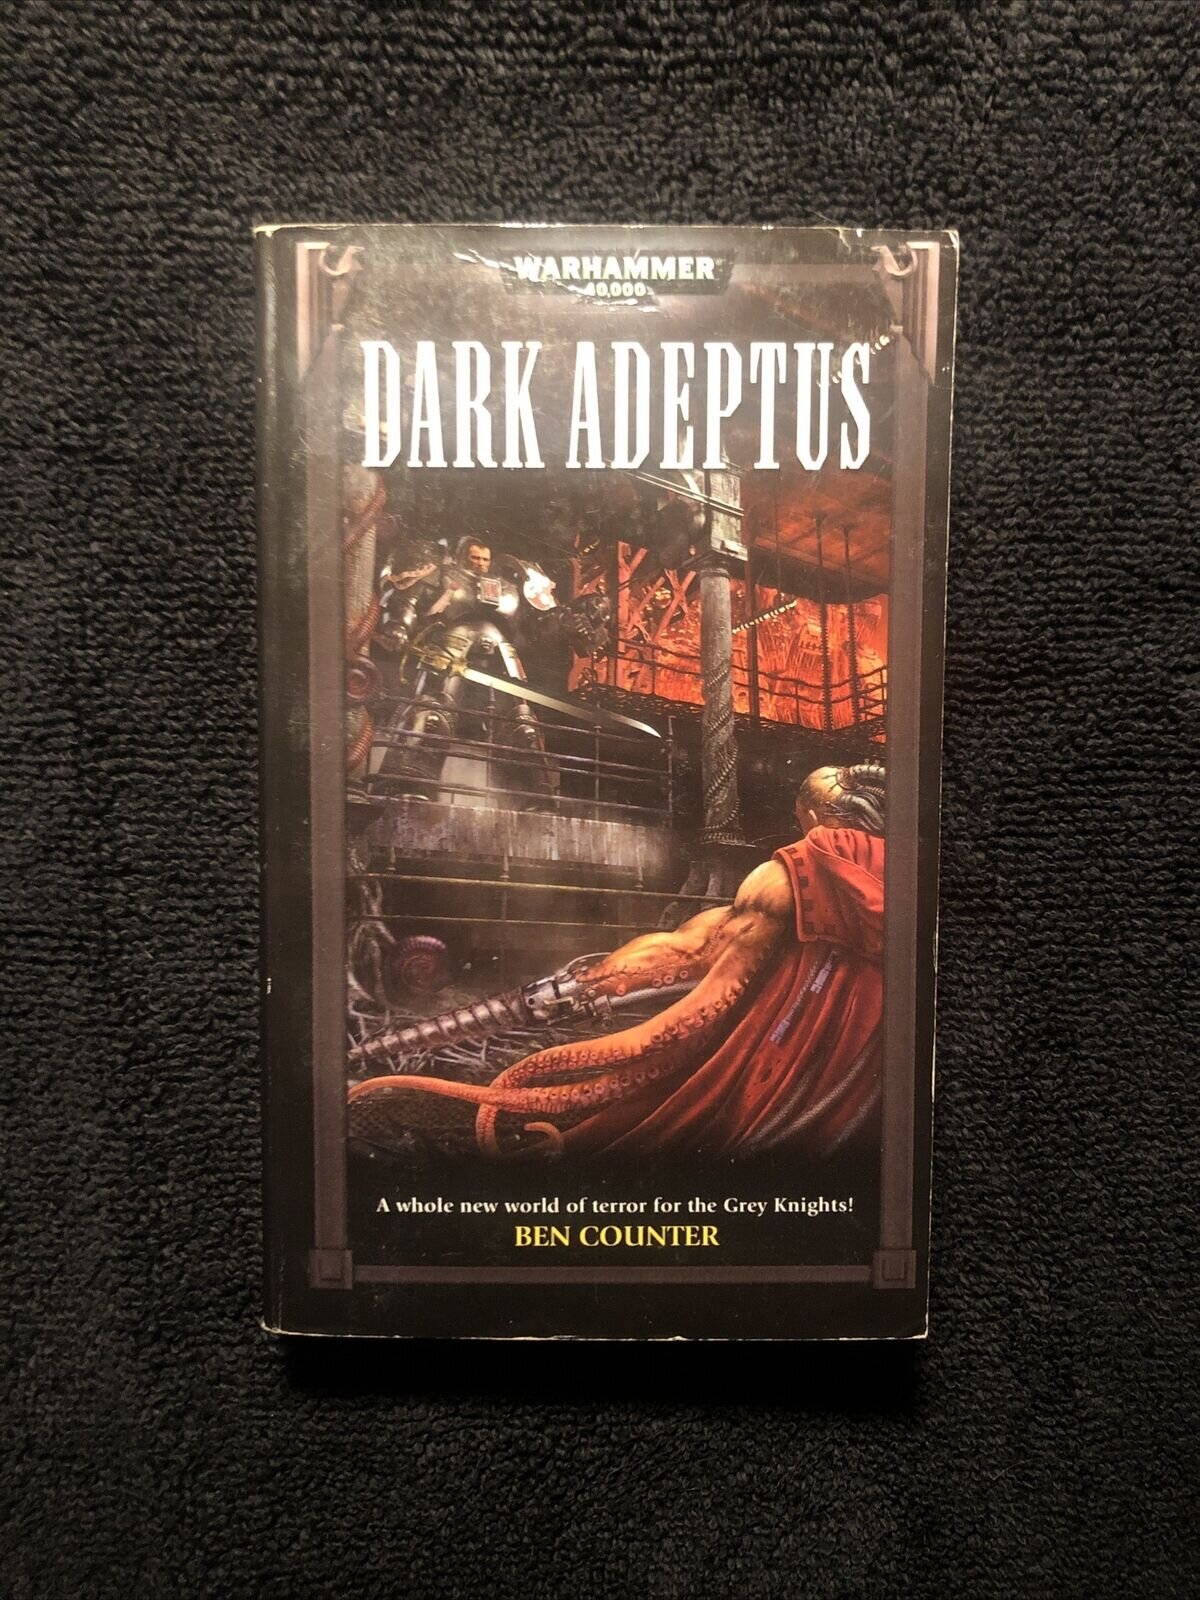 WARHAMMER
40,000
DARK ADEPTUS
A whole new world of terror for the Grey Knights!
BEN COUNTER